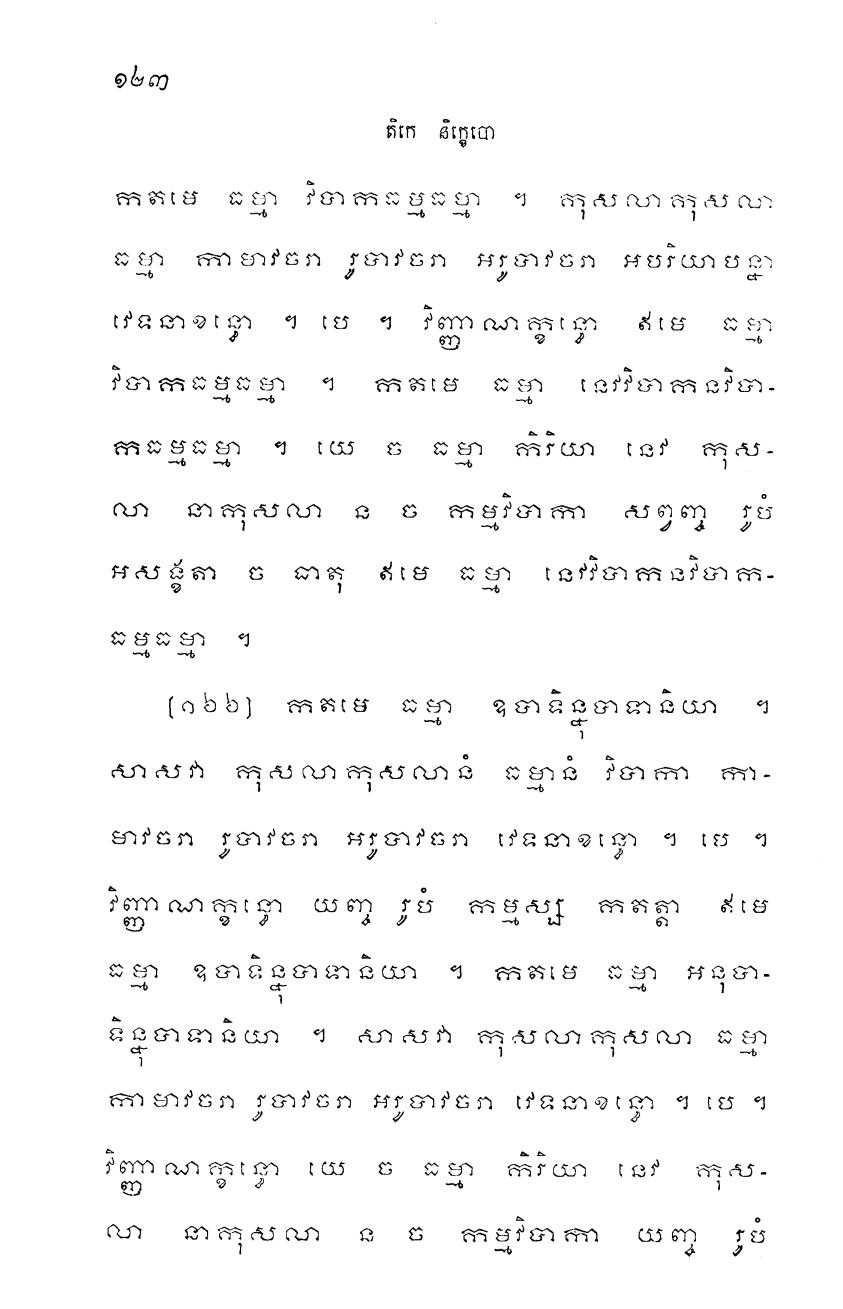 ១២៣
តិកេ និក្ខេបោ
កតមេ ធម្មា វិបាកធម្មធម្មា ។ កុសលាកុសលា
ធម្មា កាមាវចរា រូបាវចរា អរូបាវចរា អបរិយាបន្នា
វេទនាខន្ធោ ។ បេ ។ វិញ្ញាណក្ខន្ធោ ឥមេ ធម្មា
វិបាកធម្មធម្មា ។ កតមេ ធម្មា នេវវិបាកនវិបា-
កធម្មធម្មា ។ យេ ច ធម្មា កិរិយា នេវ កុស-
លា នាកុសលា ន ច កម្មវិបាកា សព្វញ្ច រូបំ
អសង្ខតា ច ធាតុ ឥមេ ធម្មា នេវវិបាកនវិបាក-
ធម្មធម្មា ។
(១៦៦) កតមេ ធម្មា ឧបាទិន្នុបាទានិយា ។
សាសវា កុសលាកុសលានំ ធម្មានំ វិបាកា កា-
មាវចរា រូបាវចរា អរូបាវចរា វេទនាខន្ធោ ។ បេ ។
វិញ្ញាណក្ខន្ធោ យញ្ច រូបំ កម្មស្ស កតត្តា ឥមេ
ធម្មា ឧបាទិន្នុបាទានិយា ។ កតមេ ធម្មា អនុបា-
ទិន្នុបាទានិយា ។ សាសវា កុសលាកុសលា ធម្មា
កាមាវចរា រូបាវចរា អរូបាវចរា វេទនាខន្ធោ ។ បេ ។
វិញ្ញាណក្ខន្ធោ យេ ច ធម្មា កិរិយា នេវ កុស-
លា នាកុសលា ន ច កម្មវិបាកា យញ្ច រូបំ